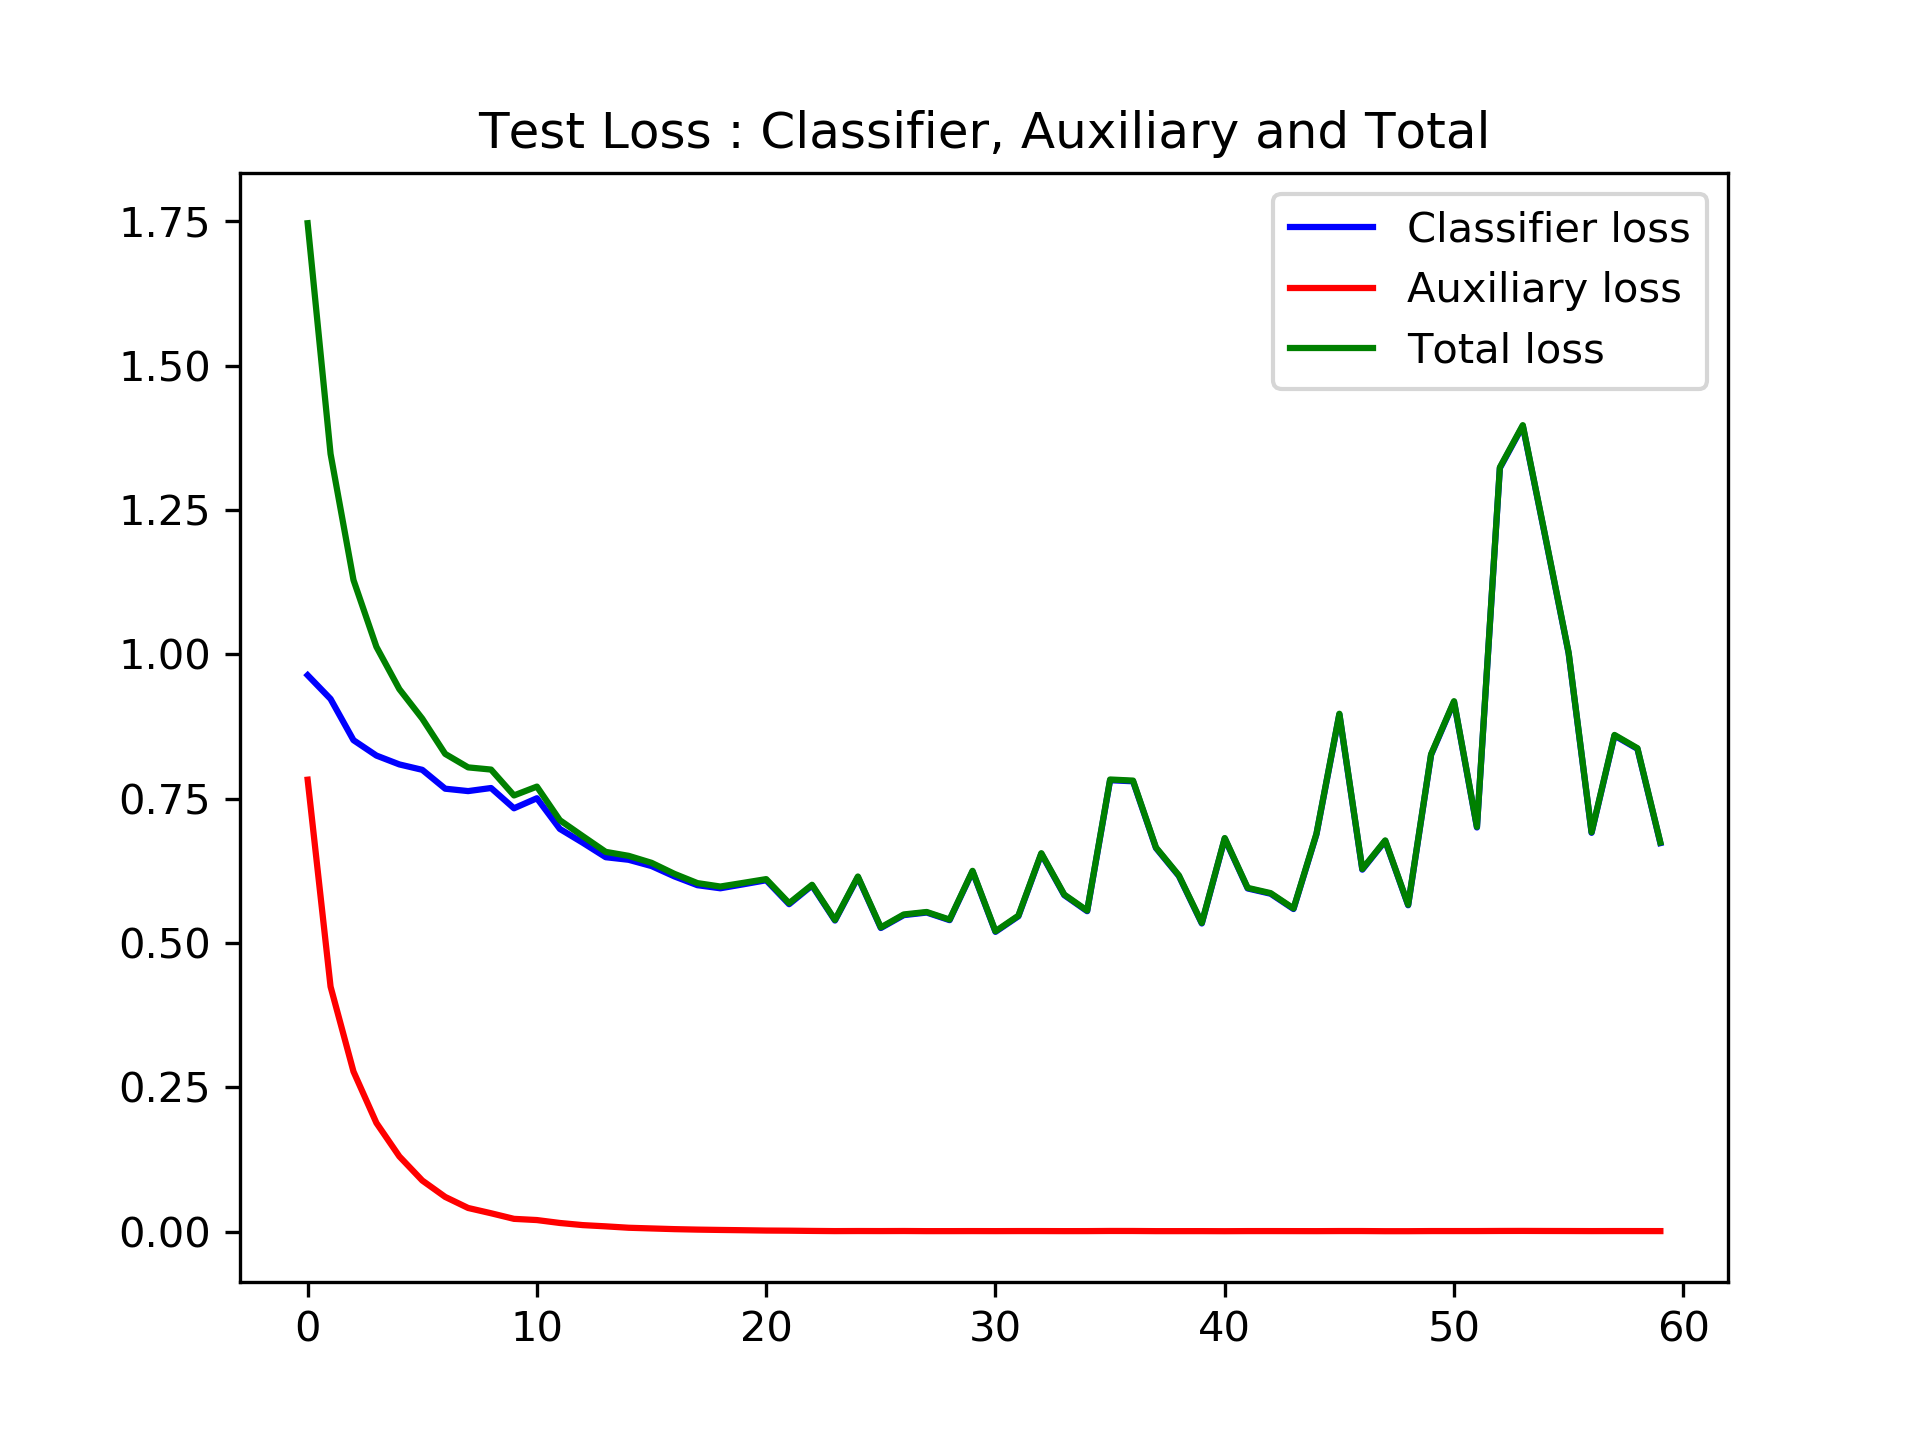 Test Loss : Classifier, Auxiliary and Total
Classifier loss
Auxiliary loss
Total loss
1.75
1.50
1.25
1.00
0.75
0.50
0.25
0.00
0 10 20 30 40 50 60